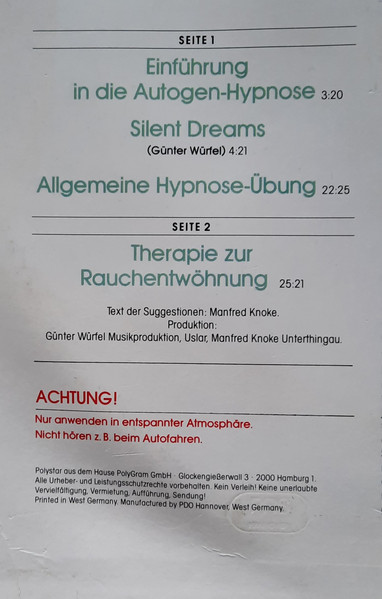 SEITE 1
Einführung
in die Autogen-Hypnose 3:20
Silent Dreams
(Günter Würfel) 4:21
Allgemeine Hypnose-Übung 22:25
SEITE 2
Therapie zur
Rauchentwöhnung 25:21
Text der Suggestionen: Manfred Knoke.
Produktion:
Günter Würfel Musikproduktion, Uslar, Manfred Knoke Unterthingau.
ACHTUNG!
Nur anwenden in entspannter Atmosphäre.
Nicht hören z. B. beim Autofahren.
Polystar aus dem Hause PolyGram GmbH · Glockengießerwall 3 · 2000 Hamburg 1.
Alle Urheber- und Leistungsschutzrechte vorbehalten. Kein Verleih! Keine unerlaubte
Vervielfältigung, Vermietung, Aufführung, Sendung!
Printed in West Germany. Manufactured by PDO Hannover, West Germany.